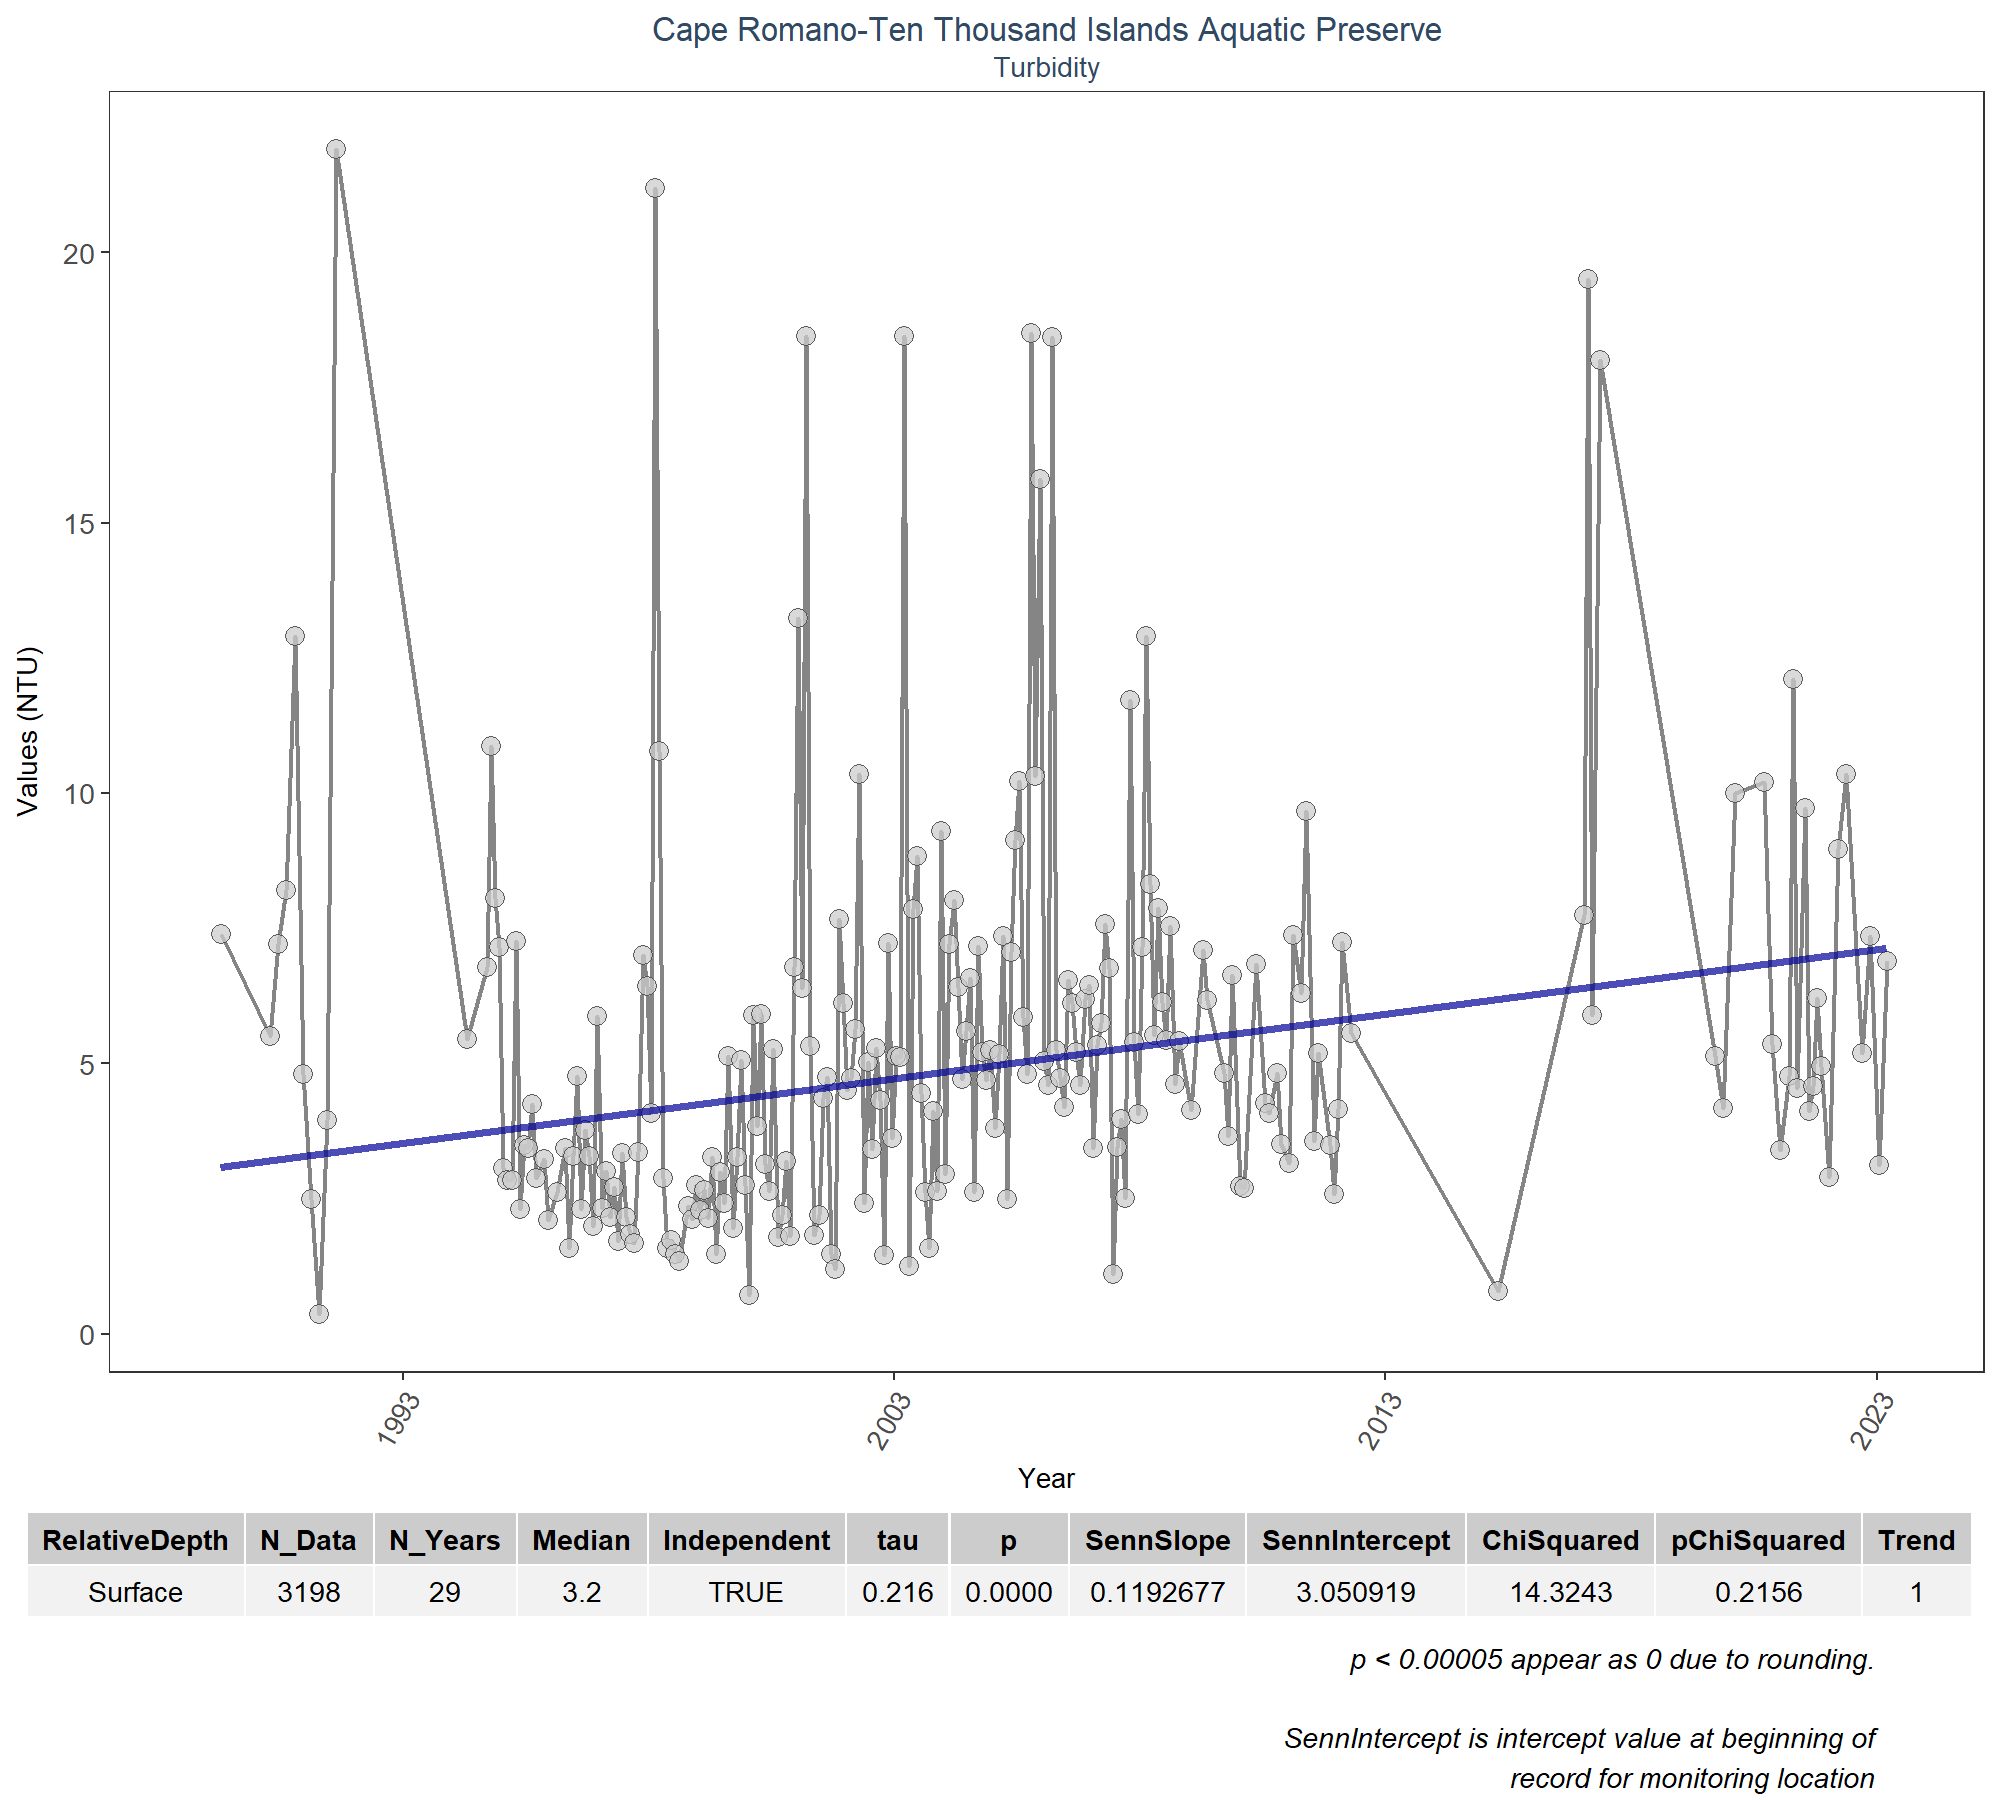 Cape Romano-Ten Thousand Islands Aquatic Preserve
Turbidity
Values (NTU)
20
15
10
5
0
1993
2003
2013
2023
Year
RelativeDepth N_Data N_Years Median Independent tau p SennSlope SennIntercept ChiSquared pChiSquared Trend
Surface 3198 29 3.2 TRUE 0.216 0.0000 0.1192677 3.050919 14.3243 0.2156 1
p < 0.00005 appear as 0 due to rounding.
SennIntercept is intercept value at beginning of
record for monitoring location